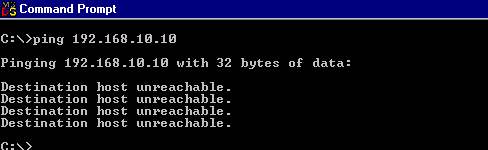 Command Prompt
C:\>ping 192.168.10.10
Pinging 192.168.10.10 with 32 bytes of data:
Destination host unreachable.
Destination host unreachable.
Destination host unreachable.
Destination host unreachable.
C:\>